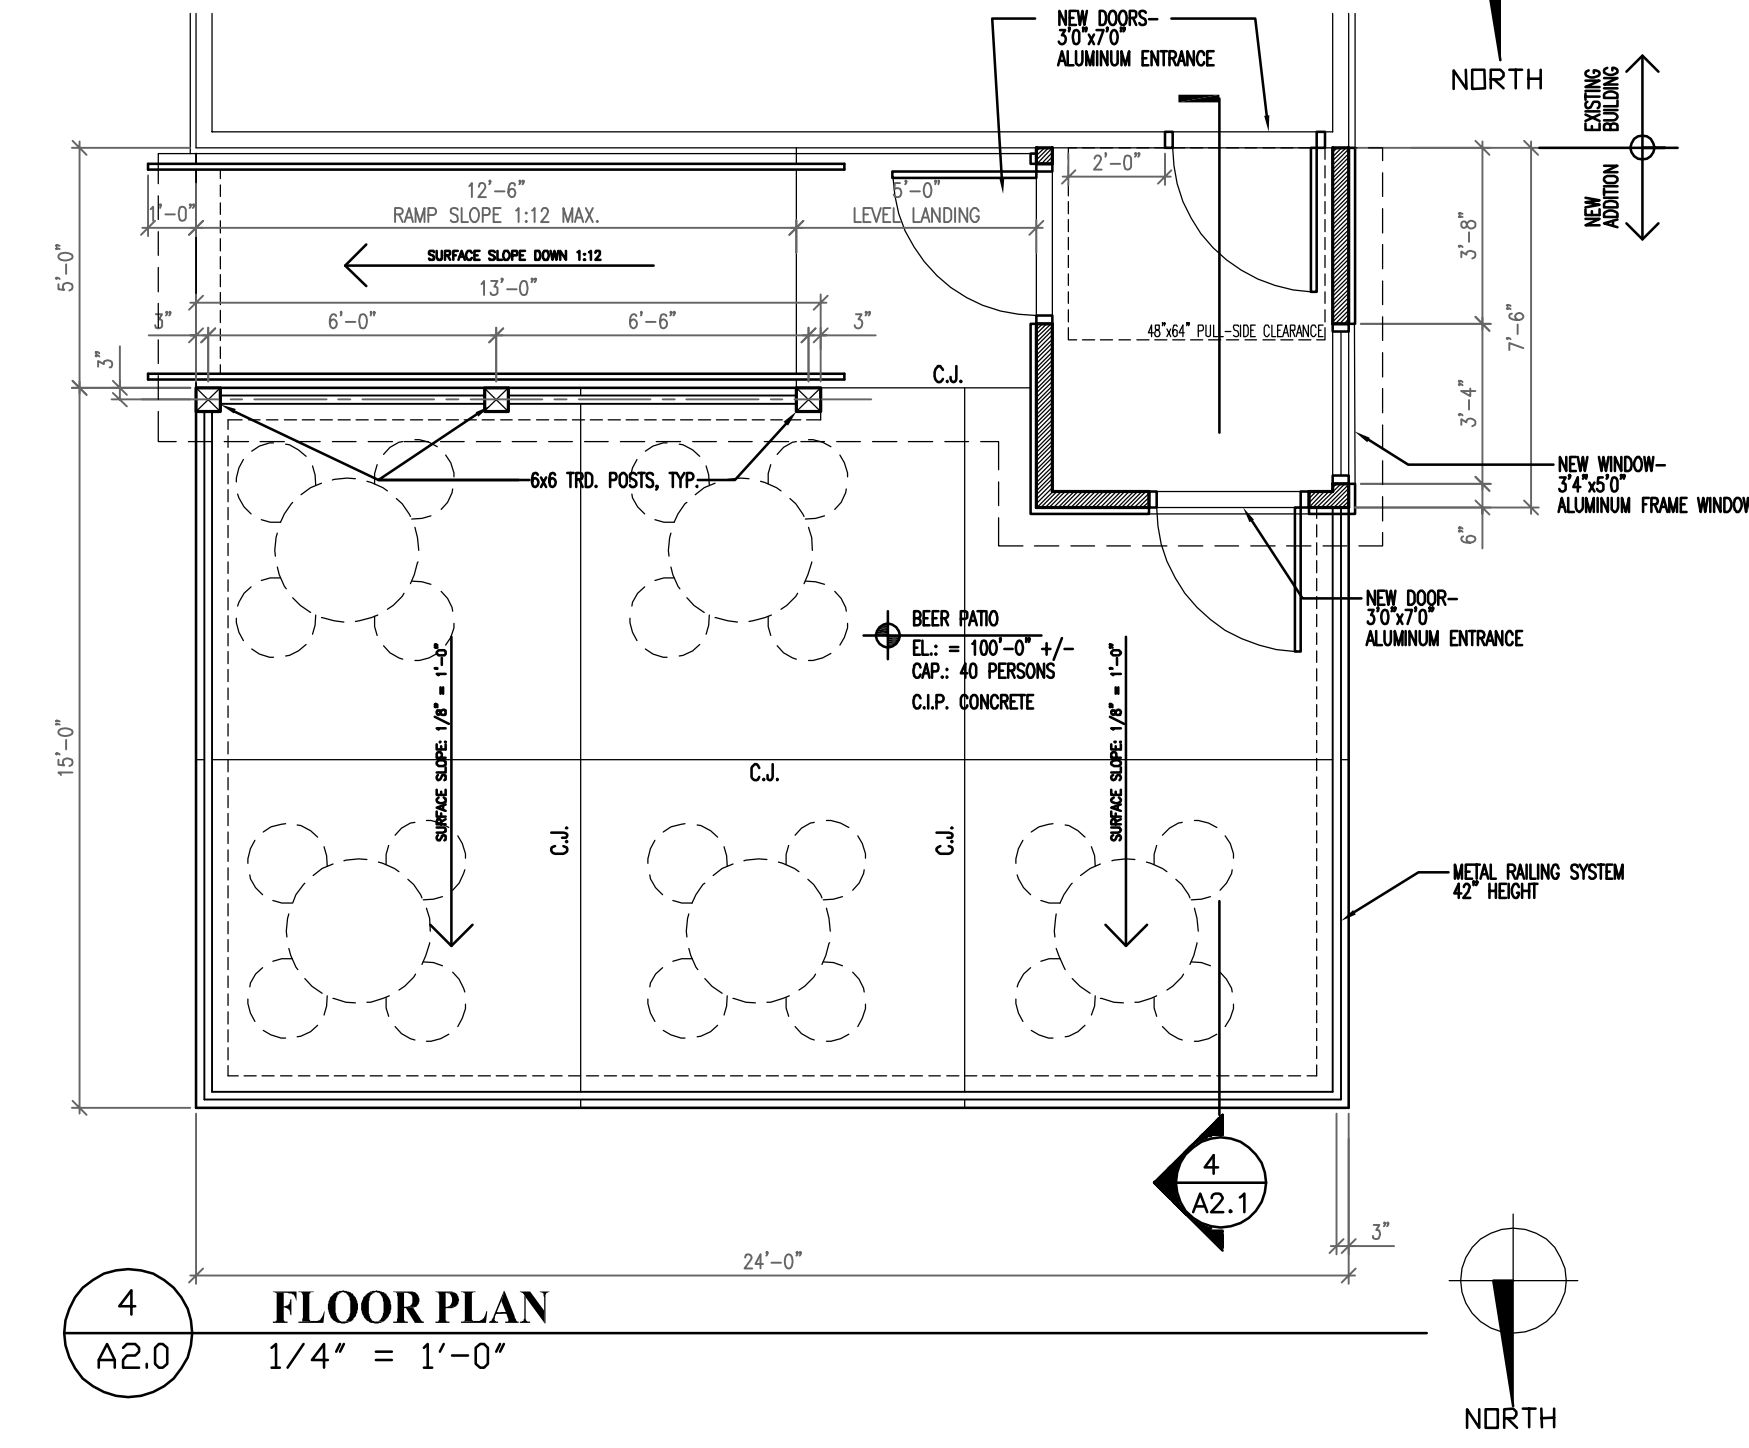 NEW DOORS-
3'0"x7'0"
ALUMINUM ENTRANCE
NORTH
EXISTING
BUILDING
NEW
ADDITION
2'-0"
12'-6"
5'-0"
1'-0"
RAMP SLOPE 1:12 MAX.
LEVEL LANDING
SURFACE SLOPE DOWN 1:12
13'-0"
3"
6'-0"
6'-6"
3"
5'-0"
3"
48"x64" PULL-SIDE CLEARANCE
3'-8"
7'-6"
3'-4"
6"
C.J.
6x6 TRD. POSTS, TYP.
NEW WINDOW-
3'4"x5'0"
ALUMINUM FRAME WINDOW
NEW DOOR-
3'0"x7'0"
ALUMINUM ENTRANCE
BEER PATIO
EL.: = 100'-0" +/-
CAP.: 40 PERSONS
C.I.P. CONCRETE
SURFACE SLOPE: 1/8" = 1'-0"
SURFACE SLOPE: 1/8" = 1'-0"
15'-0"
C.J.
C.J.
C.J.
METAL RAILING SYSTEM
42" HEIGHT
4
A2.1
3"
24'-0"
4
A2.0
FLOOR PLAN
1/4" = 1'-0"
NORTH